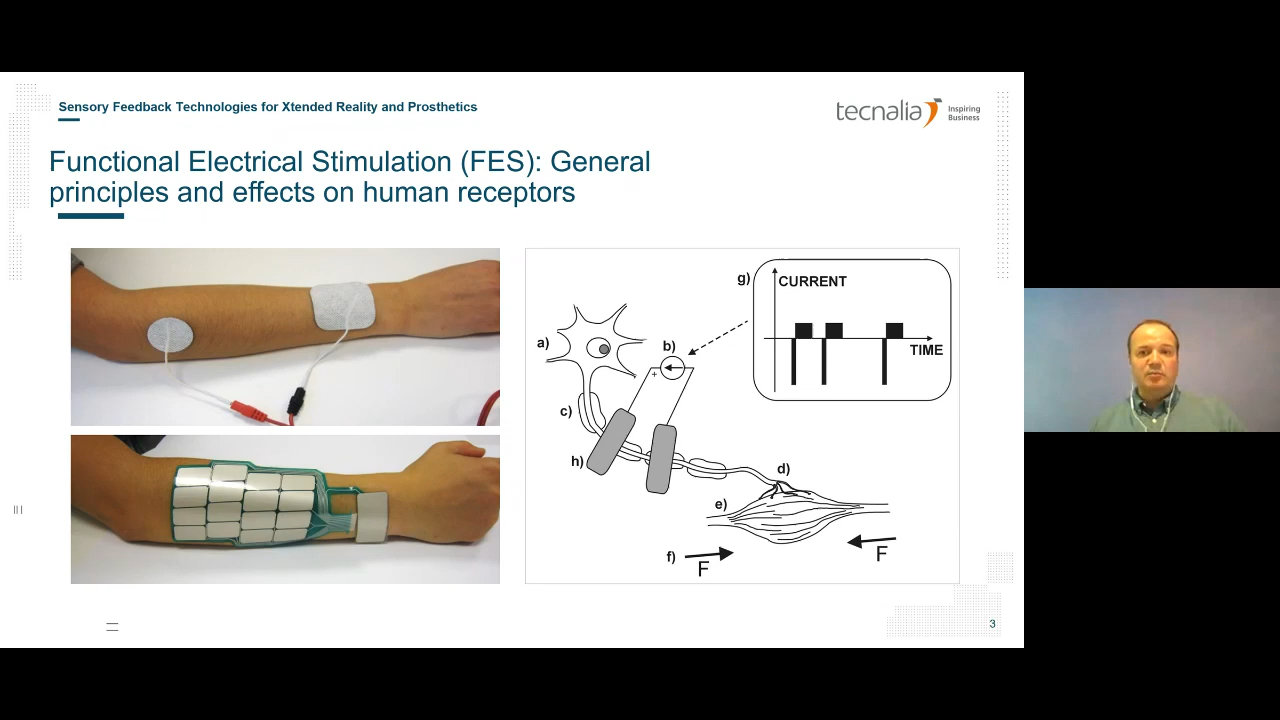 Sensory Feedback Technologies for Xtended Reality and Prosthetics
tecnalia Inspiring
Business
Functional Electrical Stimulation (FES): General
principles and effects on human receptors
g) CURRENT
TIME
a)
b)
+
c)
h)
d)
e)
f)
F
F
3